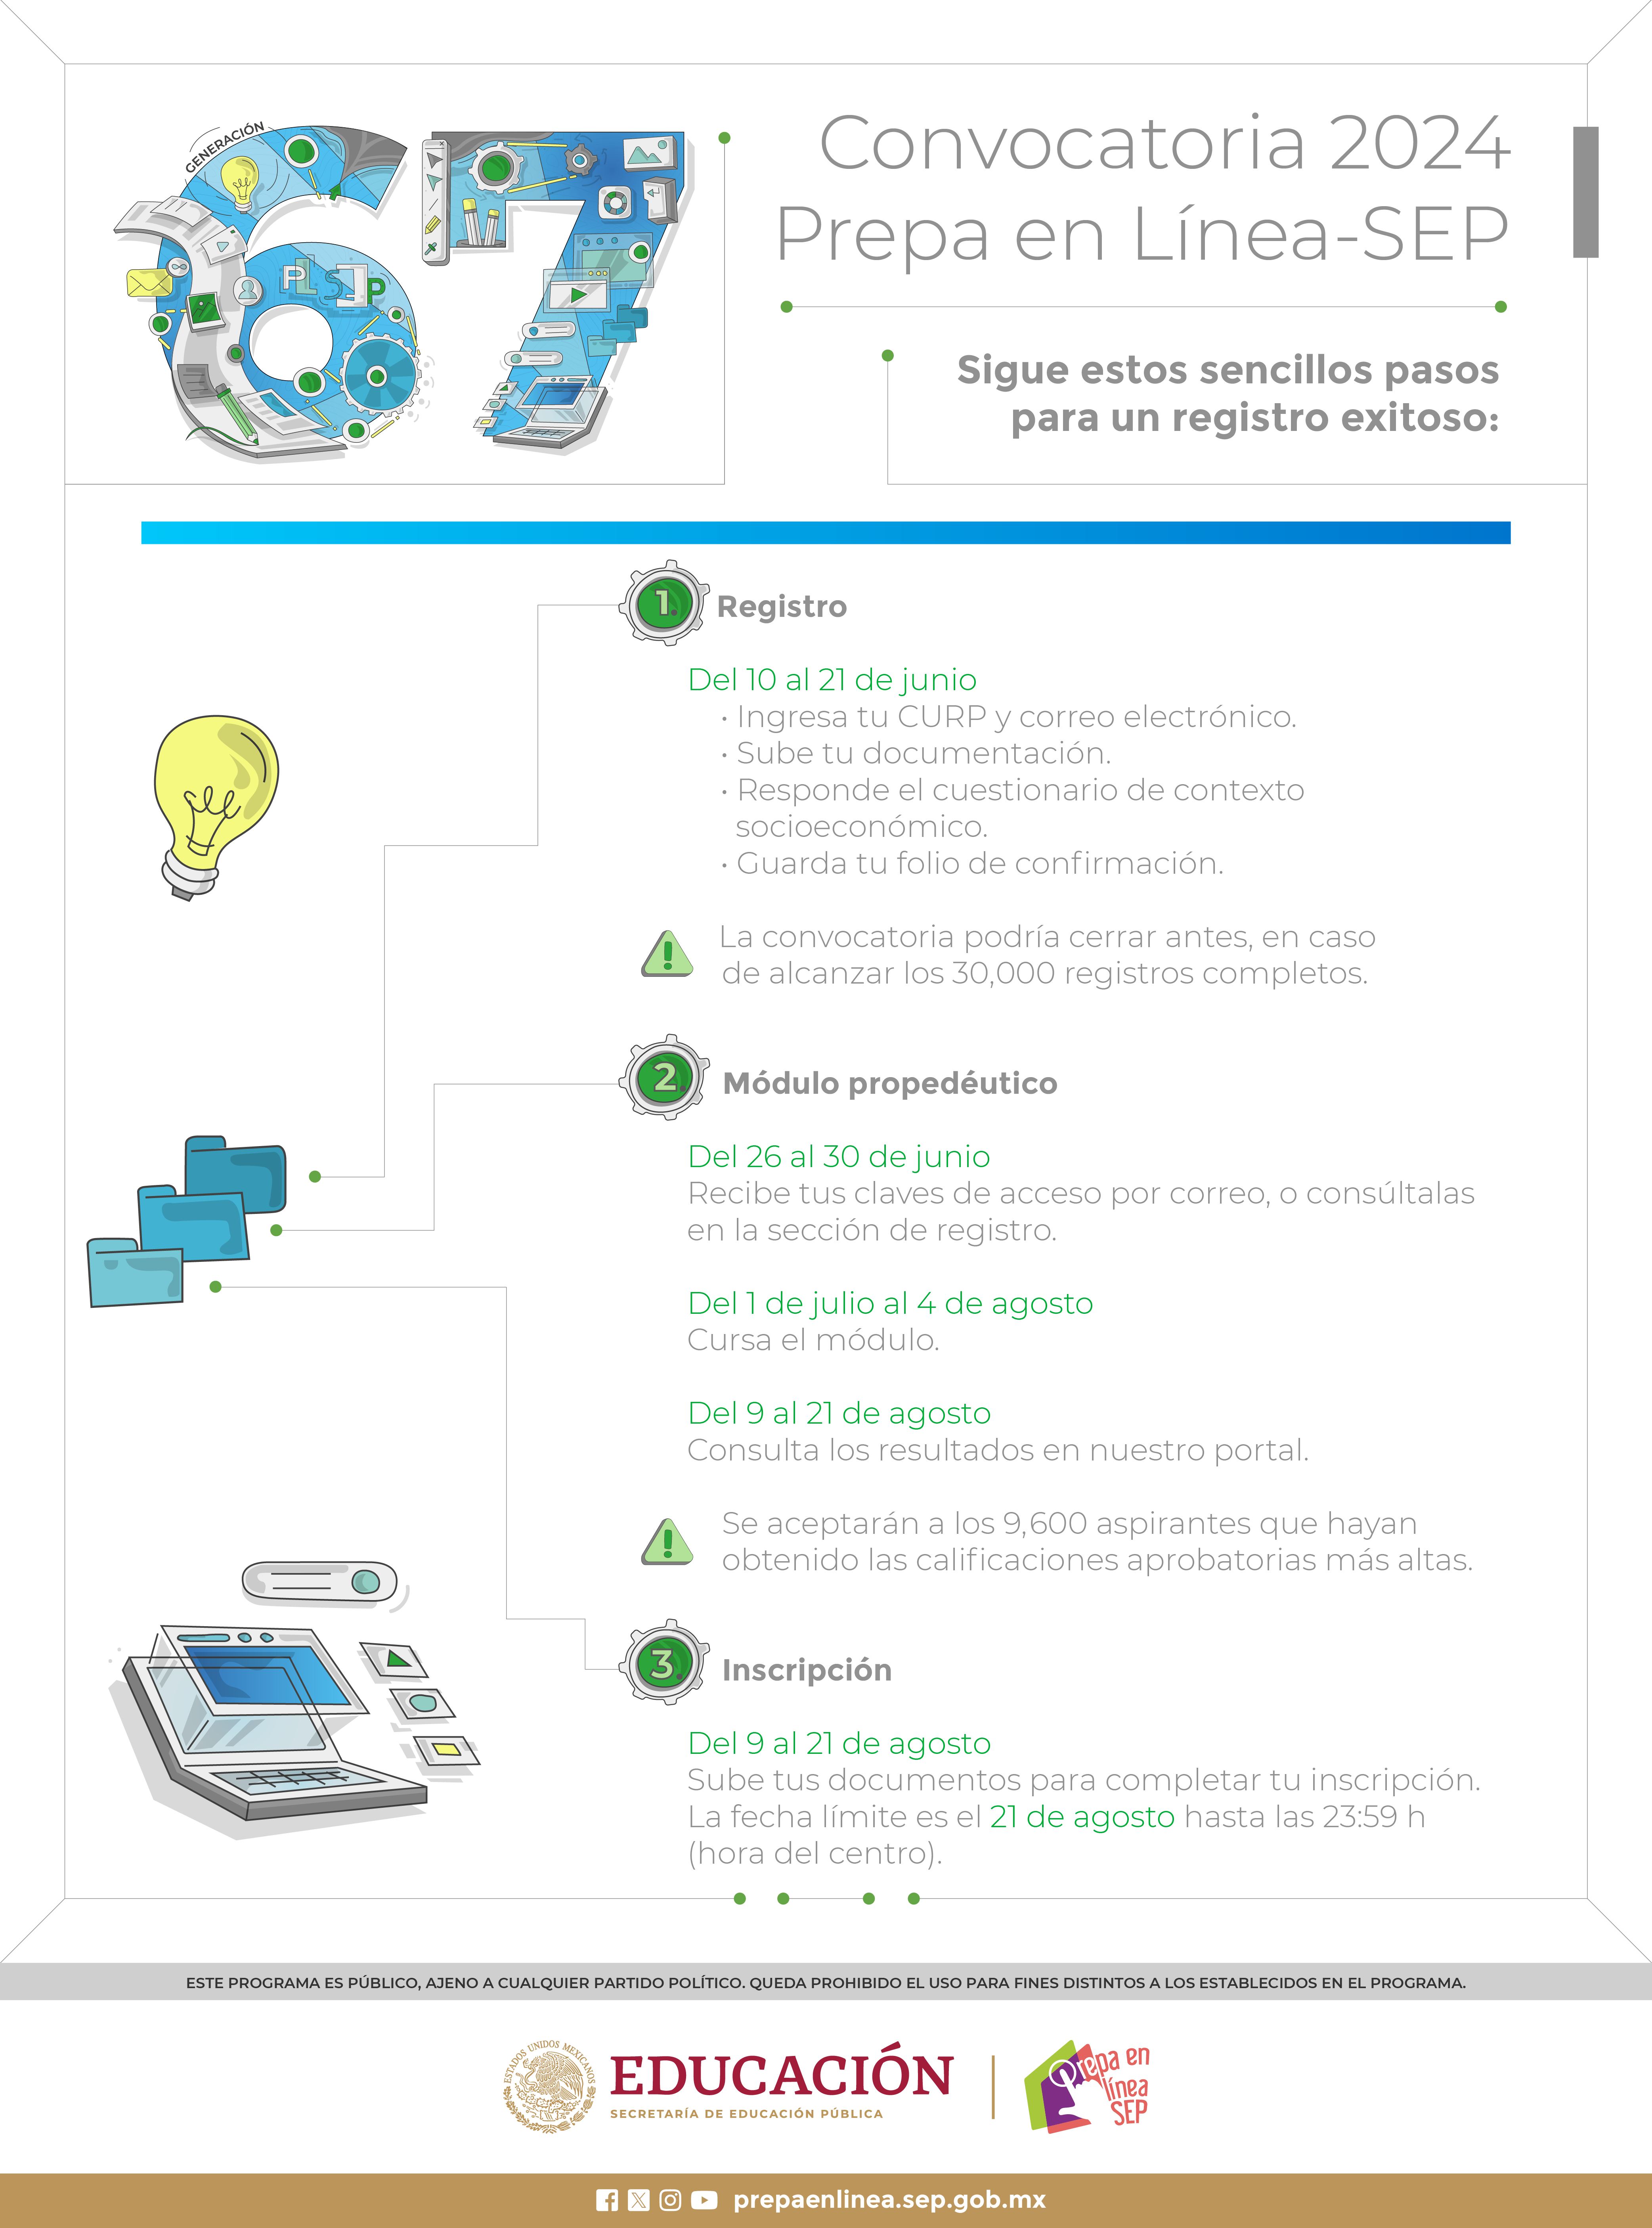 GENERACIÓN
67
PL SEP
Convocatoria 2024
Prepa en Línea-SEP
Sigue estos sencillos pasos
para un registro exitoso:
1.
Registro
Del 10 al 21 de junio
• Ingresa tu CURP y correo electrónico.
• Sube tu documentación.
• Responde el cuestionario de contexto
socioeconómico.
• Guarda tu folio de confirmación.
La convocatoria podría cerrar antes, en caso
de alcanzar los 30,000 registros completos.
2.
Módulo propedéutico
Del 26 al 30 de junio
Recibe tus claves de acceso por correo, o consúltalas
en la sección de registro.
Del 1 de julio al 4 de agosto
Cursa el módulo.
Del 9 al 21 de agosto
Consulta los resultados en nuestro portal.
Se aceptarán a los 9,600 aspirantes que hayan
obtenido las calificaciones aprobatorias más altas.
3.
Inscripción
Del 9 al 21 de agosto
Sube tus documentos para completar tu inscripción.
La fecha límite es el 21 de agosto hasta las 23:59 h
(hora del centro).
ESTE PROGRAMA ES PÚBLICO, AJENO A CUALQUIER PARTIDO POLÍTICO. QUEDA PROHIBIDO EL USO PARA FINES DISTINTOS A LOS ESTABLECIDOS EN EL PROGRAMA.
ESTADOS UNIDOS MEXICANOS
EDUCACIÓN
SECRETARÍA DE EDUCACIÓN PÚBLICA
Prepa en
línea
SEP
prepaenlinea.sep.gob.mx